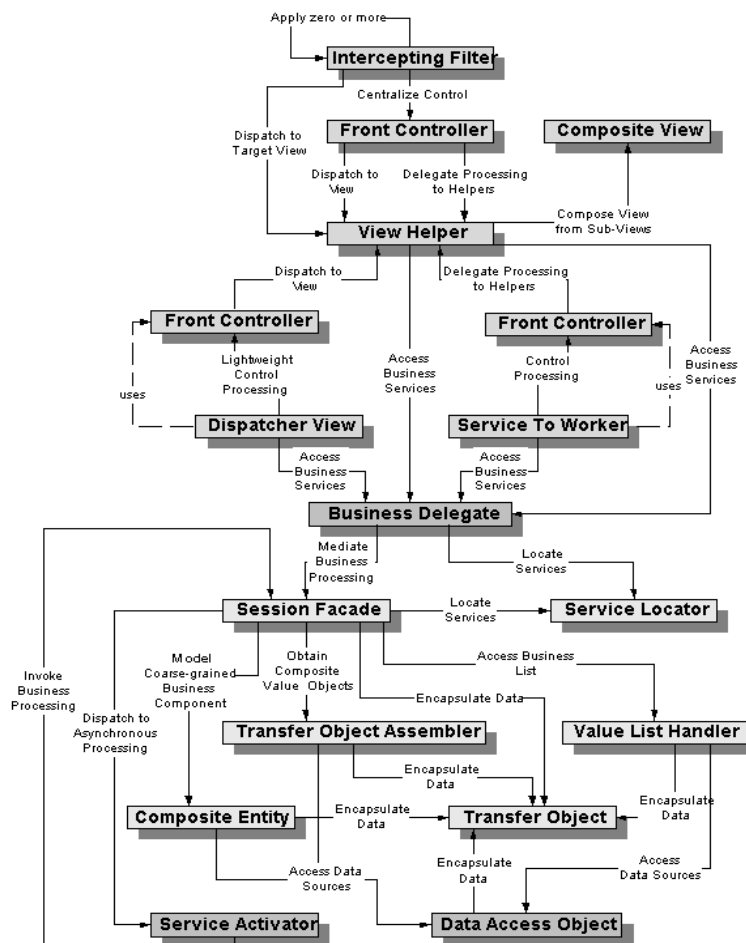 Apply zero or more
Intercepting Filter
Centralize Control
Front Controller
Composite View
Dispatch to
Target View
Dispatch to
View
Delegate Processing
to Helpers
View Helper
Compose View
from Sub-Views
Dispatch to
View
Delegate Processing
to Helpers
Front Controller
Front Controller
Lightweight
Control
Processing
Access
Business
Services
Control
Processing
Access
Business
Services
uses
uses
Dispatcher View
Service To Worker
Access
Business
Services
Access
Business
Services
Business Delegate
Mediate
Business
Processing
Locate
Services
Session Facade
Locate
Services
Service Locator
Invoke
Business
Processing
Model
Coarse-grained
Business
Component
Obtain
Composite
Value Objects
Access Business
List
Dispatch to
Asynchronous
Processing
Encapsulate Data
Transfer Object Assembler
Value List Handler
Encapsulate
Data
Encapsulate
Data
Composite Entity
Encapsulate
Data
Transfer Object
Access Data
Sources
Encapsulate
Data
Access
Data Sources
Service Activator
Data Access Object